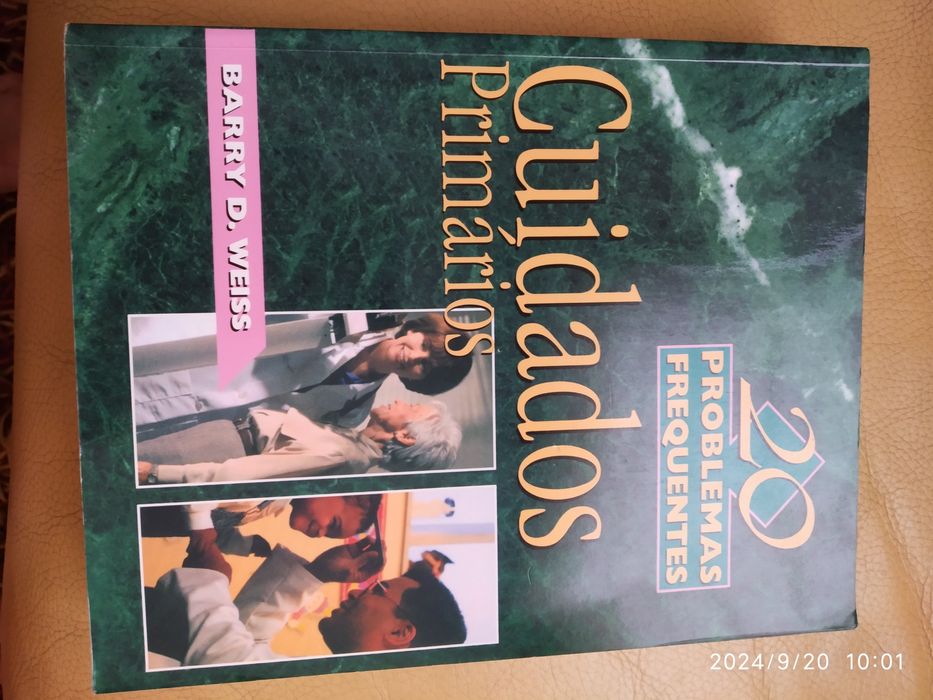 20
PROBLEMAS
FREQUENTES
Cuidados
Primários
BARRY D. WEISS
2024/9/20 10:01